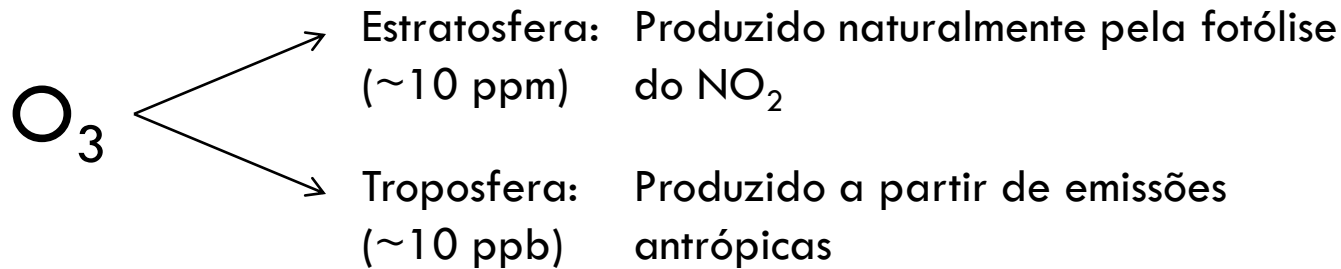 O₃
Estratosfera: Produzido naturalmente pela fotólise
(~10 ppm) do NO₂
Troposfera: Produzido a partir de emissões
(~10 ppb) antrópicas